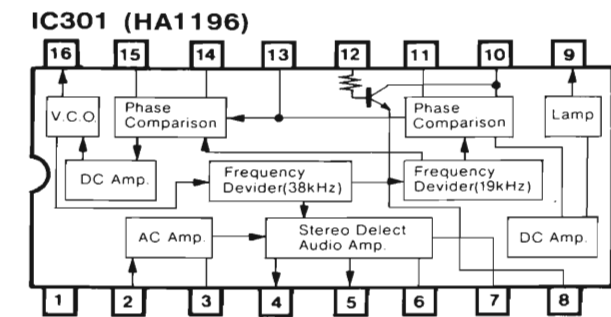 IC301 (HA1196)
16 15 14 13 12 11 10 9
V.C.O.
Phase
Comparison
Phase
Comparison
Lamp
DC Amp.
Frequency
Devider(38kHz)
Frequency
Devider(19kHz)
AC Amp.
Stereo Delect
Audio Amp.
DC Amp.
1 2 3 4 5 6 7 8